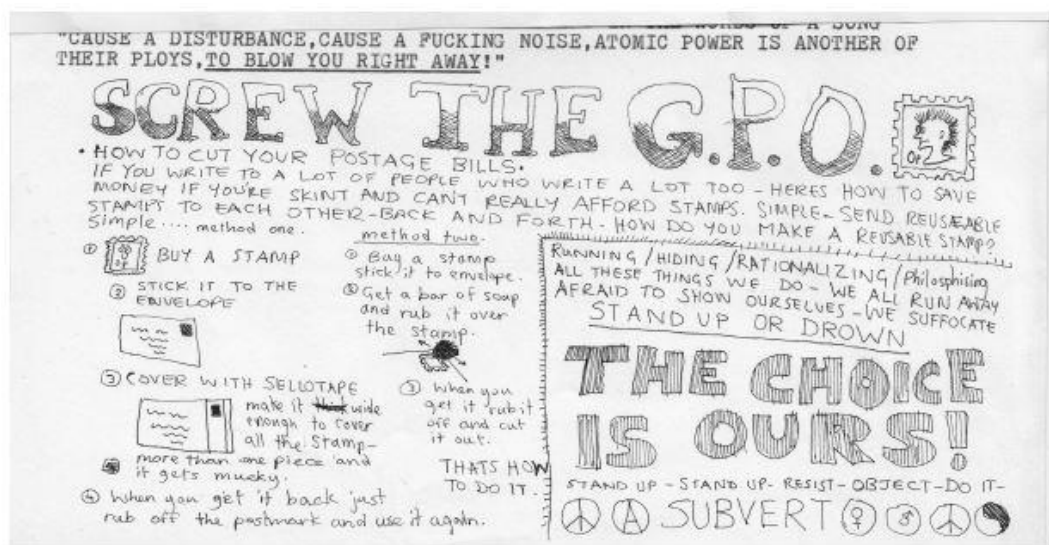 "CAUSE A DISTURBANCE,CAUSE A FUCKING NOISE,ATOMIC POWER IS ANOTHER OF
THEIR PLOYS,TO BLOW YOU RIGHT AWAY!"
SCREW THE G.P.O.
• HOW TO CUT YOUR POSTAGE BILLS.
IF YOU WRITE TO A LOT OF PEOPLE WHO WRITE A LOT TOO - HERES HOW TO SAVE
MONEY IF YOU'RE SKINT AND CAN'T REALLY AFFORD STAMPS. SIMPLE - SEND REUSEABLE
STAMPS TO EACH OTHER - BACK AND FORTH - HOW DO YOU MAKE A REUSABLE STAMP?
Simple .... method one.
① BUY A STAMP
② STICK IT TO THE
ENVELOPE
③ COVER WITH SELLOTAPE
make it wide
enough to cover
all the Stamp -
more than one piece and
it gets mucky.
④ When you get it back just
rub off the postmark and use it again.
method two.
① Buy a stamp
stick it to envelope.
② Get a bar of soap
and rub it over
the stamp.
③ When you
get it rub it
off and cut
it out.
THATS HOW
TO DO IT.
RUNNING/HIDING/RATIONALIZING/Philosphising
ALL THESE THINGS WE DO - WE ALL RUN AWAY
AFRAID TO SHOW OURSELVES - WE SUFFOCATE
STAND UP OR DROWN
THE CHOICE
IS OURS!
STAND UP - STAND UP - RESIST - OBJECT - DO IT -
SUBVERT